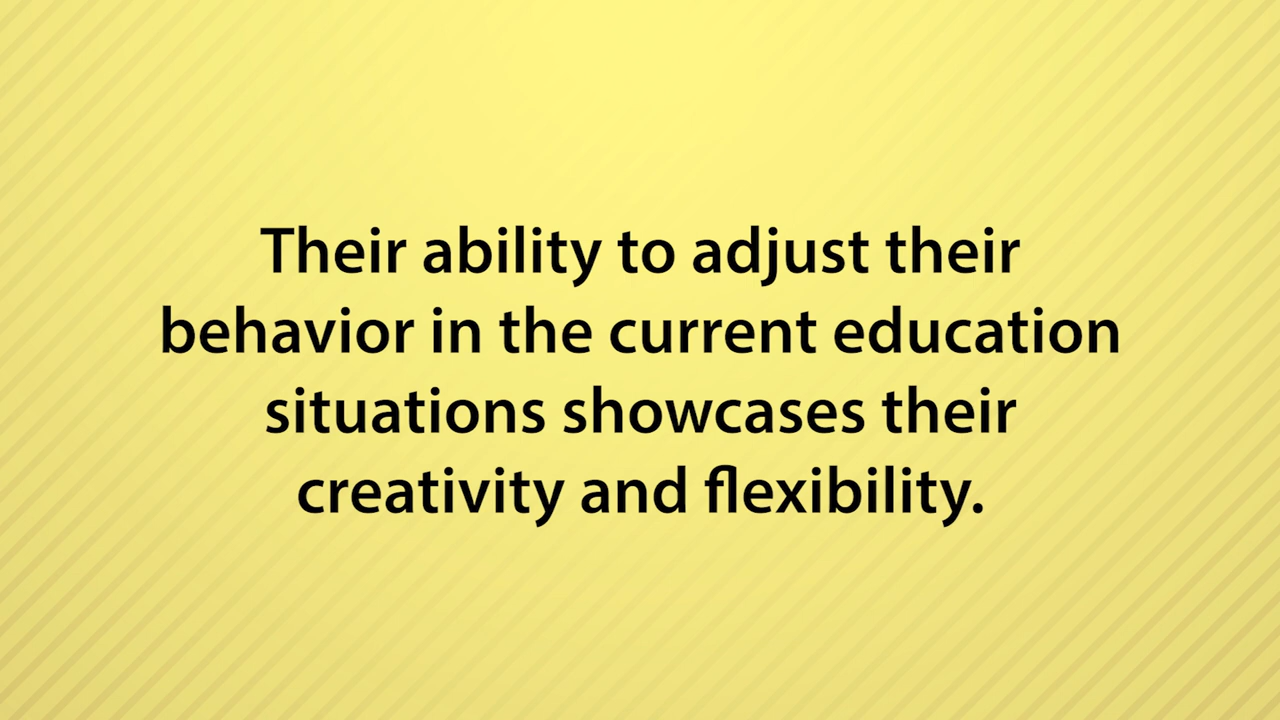 Their ability to adjust their
behavior in the current education
situations showcases their
creativity and flexibility.